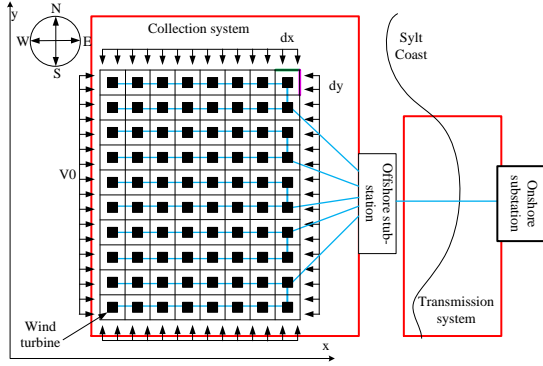 y
N
W
E
S
Collection system
dx
Sylt
Coast
dy
V0
Offshore stub-
station
Onshore
substation
Wind
turbine
Transmission
system
x